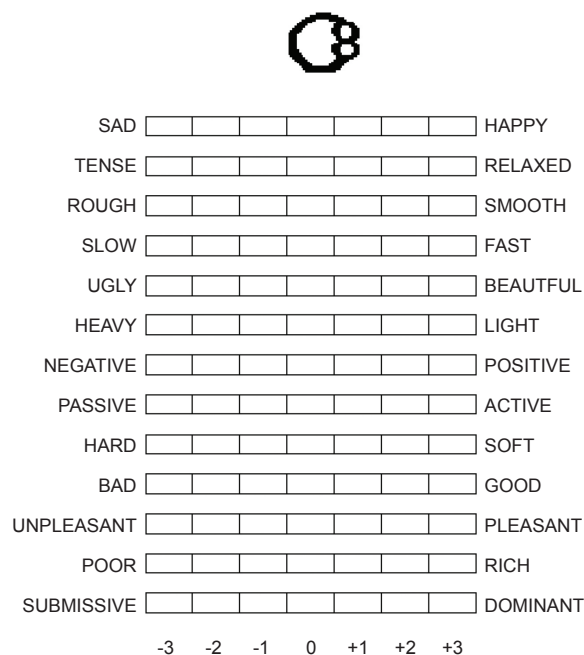 SAD HAPPY
TENSE RELAXED
ROUGH SMOOTH
SLOW FAST
UGLY BEAUTFUL
HEAVY LIGHT
NEGATIVE POSITIVE
PASSIVE ACTIVE
HARD SOFT
BAD GOOD
UNPLEASANT PLEASANT
POOR RICH
SUBMISSIVE DOMINANT
-3 -2 -1 0 +1 +2 +3